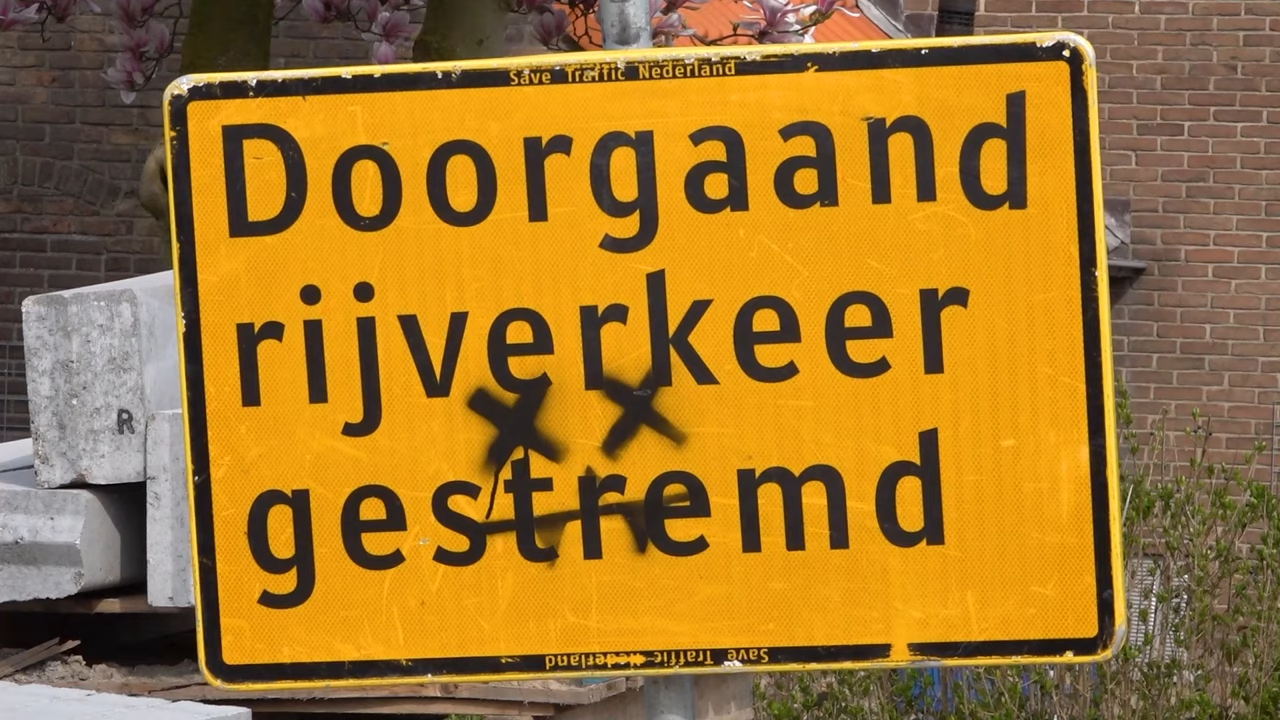 Save Traffic Nederland
Doorgaand
rijverkeer
gestremd
Save Traffic Nederland
R